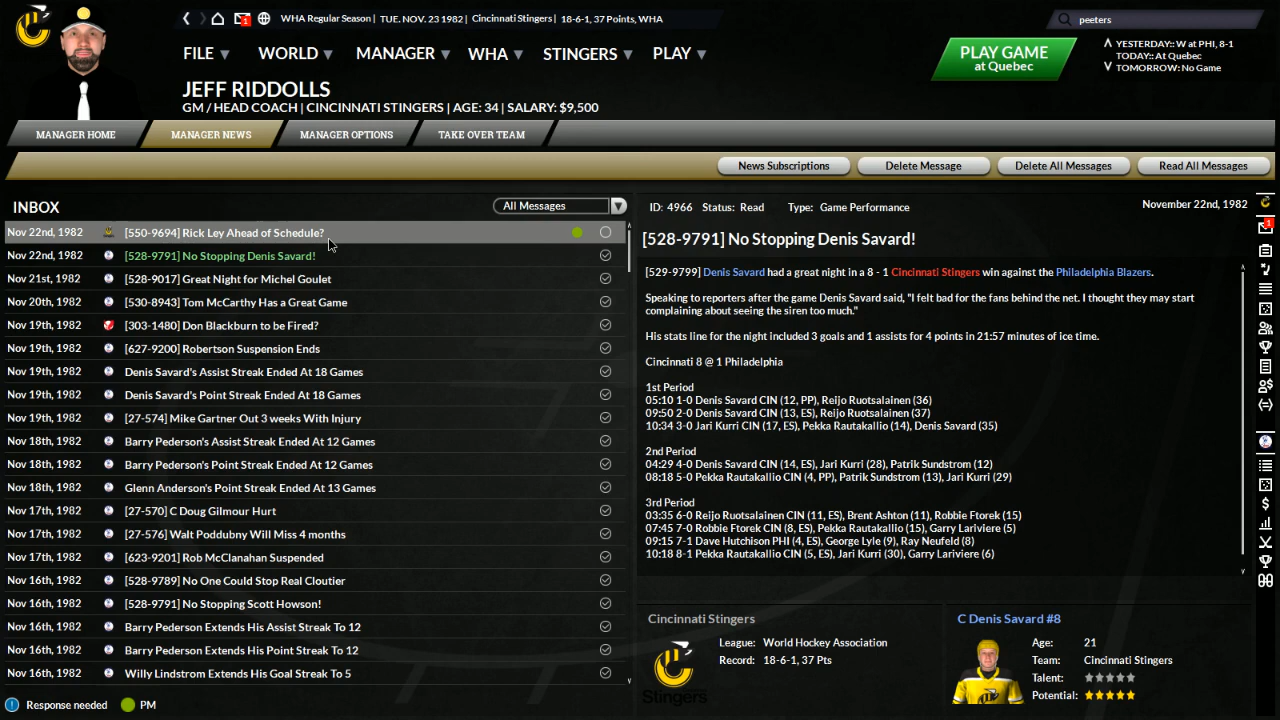 WHA Regular Season | TUE. NOV. 23 1982 | Cincinnati Stingers | 18-6-1, 37 Points, WHA
peeters
FILE WORLD MANAGER WHA STINGERS PLAY
PLAY GAME
at Quebec
YESTERDAY:: W at PHI, 8-1
TODAY:: At Quebec
TOMORROW: No Game
JEFF RIDDOLLS
GM / HEAD COACH | CINCINNATI STINGERS | AGE: 34 | SALARY: $9,500
MANAGER HOME MANAGER NEWS MANAGER OPTIONS TAKE OVER TEAM
News Subscriptions Delete Message Delete All Messages Read All Messages
INBOX All Messages
Nov 22nd, 1982 [550-9694] Rick Ley Ahead of Schedule?
Nov 22nd, 1982 [528-9791] No Stopping Denis Savard!
Nov 21st, 1982 [528-9017] Great Night for Michel Goulet
Nov 20th, 1982 [530-8943] Tom McCarthy Has a Great Game
Nov 19th, 1982 [303-1480] Don Blackburn to be Fired?
Nov 19th, 1982 [627-9200] Robertson Suspension Ends
Nov 19th, 1982 Denis Savard's Assist Streak Ended At 18 Games
Nov 19th, 1982 Denis Savard's Point Streak Ended At 18 Games
Nov 19th, 1982 [27-574] Mike Gartner Out 3 weeks With Injury
Nov 18th, 1982 Barry Pederson's Assist Streak Ended At 12 Games
Nov 18th, 1982 Barry Pederson's Point Streak Ended At 12 Games
Nov 18th, 1982 Glenn Anderson's Point Streak Ended At 13 Games
Nov 17th, 1982 [27-570] C Doug Gilmour Hurt
Nov 17th, 1982 [27-576] Walt Poddubny Will Miss 4 months
Nov 17th, 1982 [623-9201] Rob McClanahan Suspended
Nov 16th, 1982 [528-9789] No One Could Stop Real Cloutier
Nov 16th, 1982 [528-9791] No Stopping Scott Howson!
Nov 16th, 1982 Barry Pederson Extends His Assist Streak To 12
Nov 16th, 1982 Barry Pederson Extends His Point Streak To 12
Nov 16th, 1982 Willy Lindstrom Extends His Goal Streak To 5
Response needed PM
ID: 4966 Status: Read Type: Game Performance November 22nd, 1982
[528-9791] No Stopping Denis Savard!
[529-9799] Denis Savard had a great night in a 8 - 1 Cincinnati Stingers win against the Philadelphia Blazers.
Speaking to reporters after the game Denis Savard said, "I felt bad for the fans behind the net. I thought they may start
complaining about seeing the siren too much."
His stats line for the night included 3 goals and 1 assists for 4 points in 21:57 minutes of ice time.
Cincinnati 8 @ 1 Philadelphia
1st Period
05:10 1-0 Denis Savard CIN (12, PP), Reijo Ruotsalainen (36)
09:50 2-0 Denis Savard CIN (13, ES), Reijo Ruotsalainen (37)
10:34 3-0 Jari Kurri CIN (17, ES), Pekka Rautakallio (14), Denis Savard (35)
2nd Period
04:29 4-0 Denis Savard CIN (14, ES), Jari Kurri (28), Patrik Sundstrom (12)
08:18 5-0 Pekka Rautakallio CIN (4, PP), Patrik Sundstrom (13), Jari Kurri (29)
3rd Period
03:35 6-0 Reijo Ruotsalainen CIN (11, ES), Brent Ashton (11), Robbie Ftorek (15)
07:45 7-0 Robbie Ftorek CIN (8, ES), Pekka Rautakallio (15), Garry Lariviere (5)
09:15 7-1 Dave Hutchison PHI (4, ES), George Lyle (9), Ray Neufeld (8)
10:18 8-1 Pekka Rautakallio CIN (5, ES), Jari Kurri (30), Garry Lariviere (6)
Cincinnati Stingers
Stingers
League: World Hockey Association
Record: 18-6-1, 37 Pts
C Denis Savard #8
Age: 21
Team: Cincinnati Stingers
Talent:
Potential:
1
1